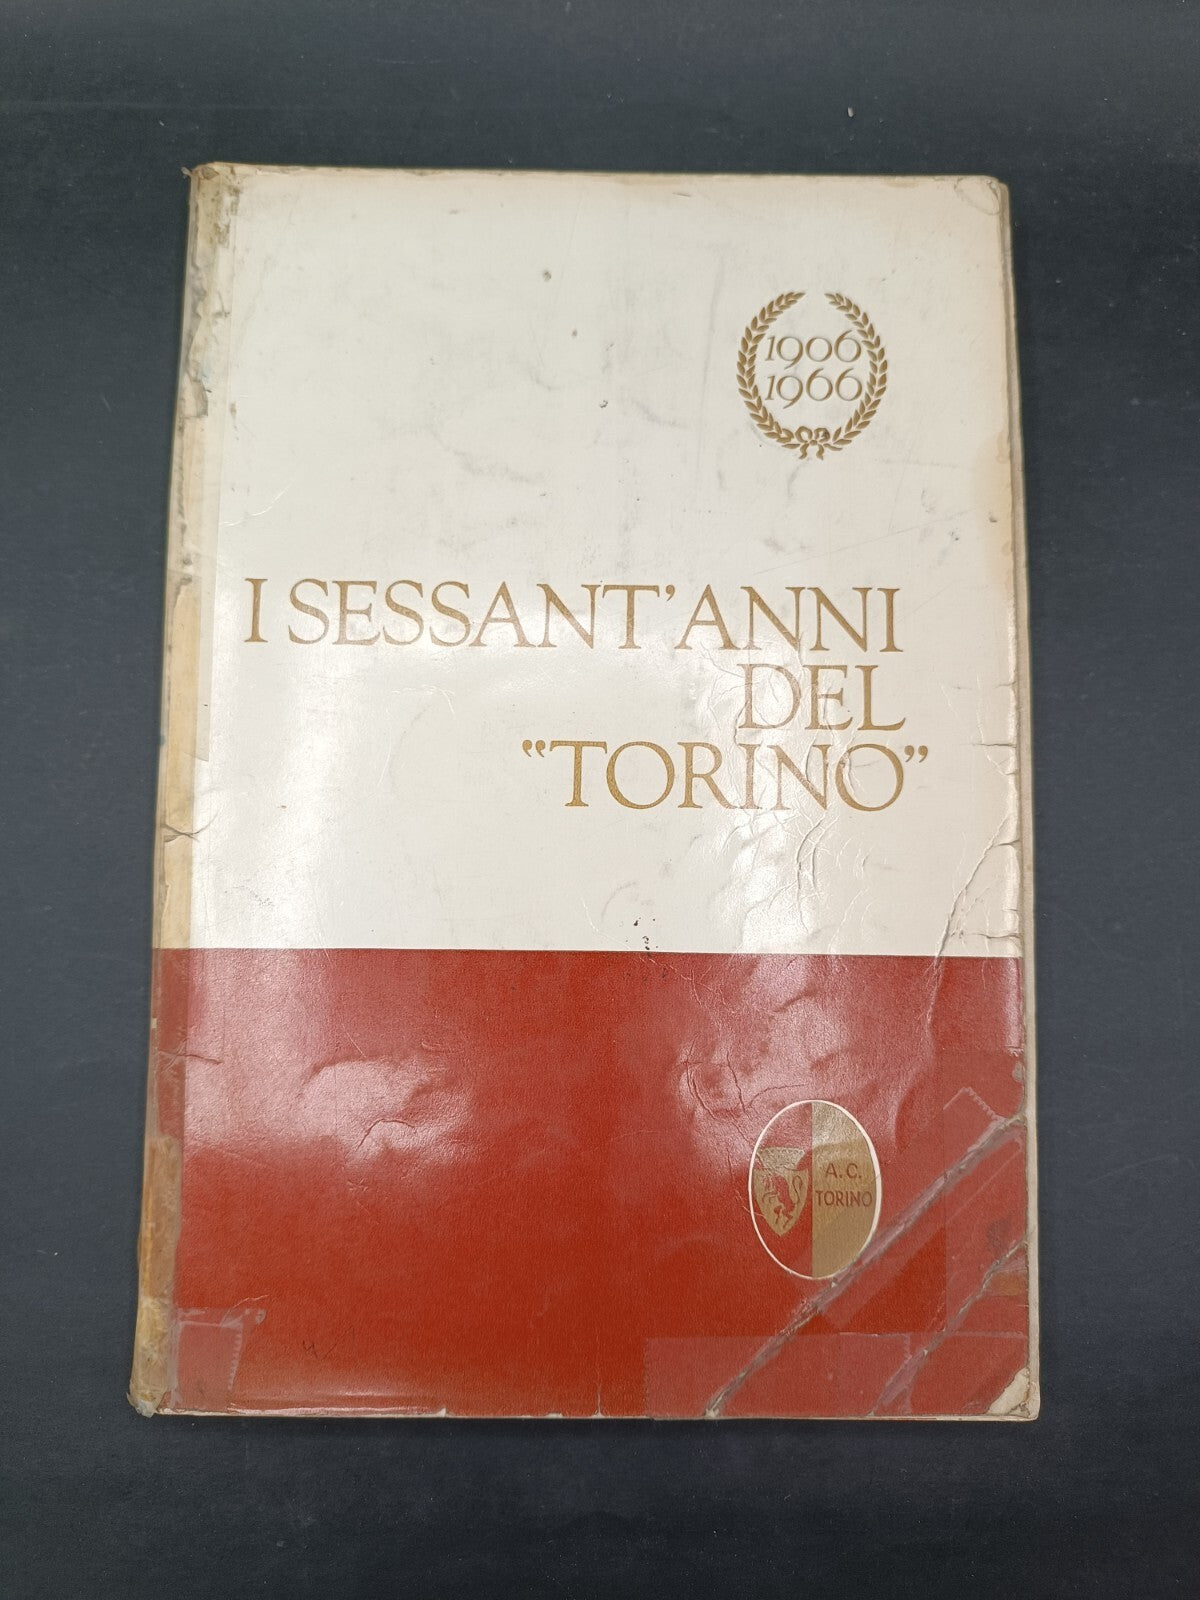 1906
1966
I SESSANT’ANNI
DEL
“TORINO”
A.C.
TORINO